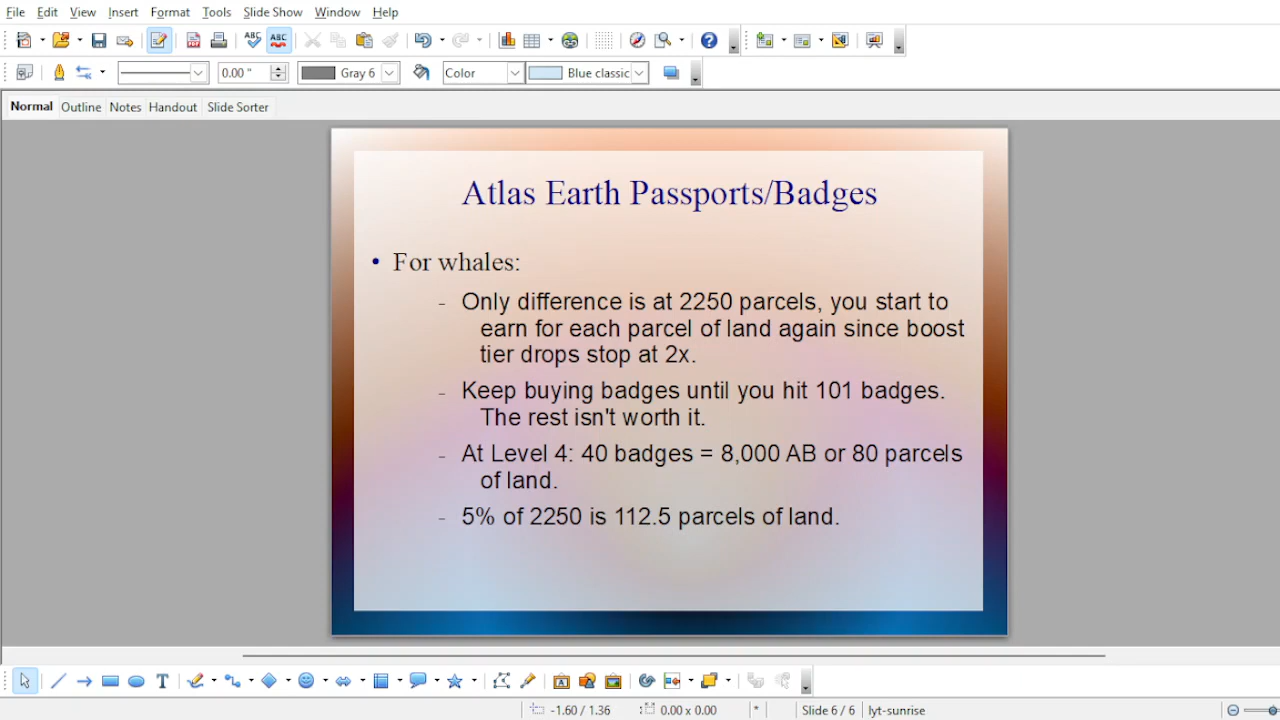 File Edit View Insert Format Tools Slide Show Window Help
ABC ABC
0.00 " Gray 6 Color Blue classic
Normal Outline Notes Handout Slide Sorter
Atlas Earth Passports/Badges
• For whales:
– Only difference is at 2250 parcels, you start to
earn for each parcel of land again since boost
tier drops stop at 2x.
– Keep buying badges until you hit 101 badges.
The rest isn't worth it.
– At Level 4: 40 badges = 8,000 AB or 80 parcels
of land.
– 5% of 2250 is 112.5 parcels of land.
T
-1.60 / 1.36 0.00 x 0.00 * Slide 6 / 6 lyt-sunrise